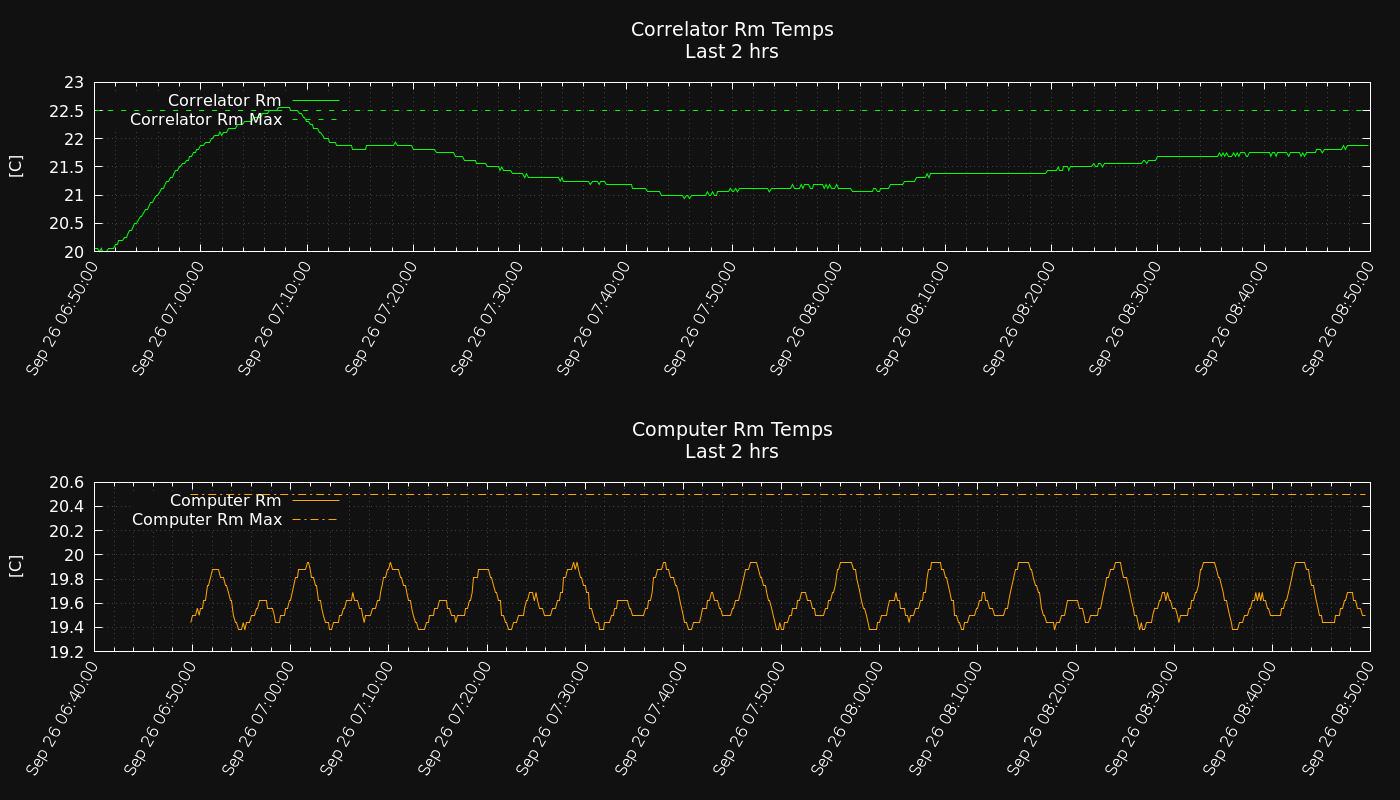 Correlator Rm Temps
Last 2 hrs
[C]
23
22.5
22
21.5
21
20.5
20
Correlator Rm
Correlator Rm Max
Sep 26 06:50:00
Sep 26 07:00:00
Sep 26 07:10:00
Sep 26 07:20:00
Sep 26 07:30:00
Sep 26 07:40:00
Sep 26 07:50:00
Sep 26 08:00:00
Sep 26 08:10:00
Sep 26 08:20:00
Sep 26 08:30:00
Sep 26 08:40:00
Sep 26 08:50:00
Computer Rm Temps
Last 2 hrs
[C]
20.6
20.4
20.2
20
19.8
19.6
19.4
19.2
Computer Rm
Computer Rm Max
Sep 26 06:40:00
Sep 26 06:50:00
Sep 26 07:00:00
Sep 26 07:10:00
Sep 26 07:20:00
Sep 26 07:30:00
Sep 26 07:40:00
Sep 26 07:50:00
Sep 26 08:00:00
Sep 26 08:10:00
Sep 26 08:20:00
Sep 26 08:30:00
Sep 26 08:40:00
Sep 26 08:50:00